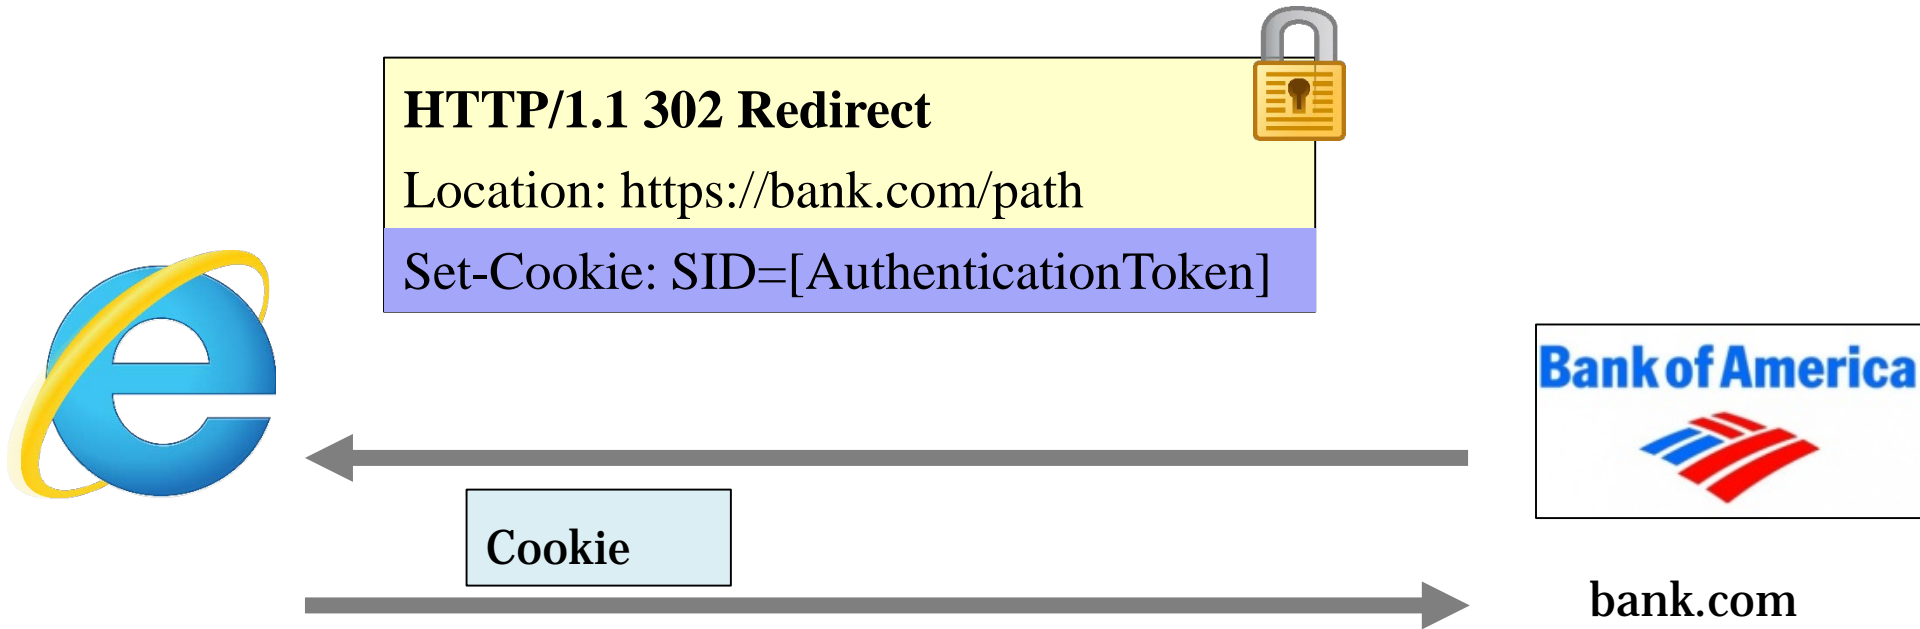 HTTP/1.1 302 Redirect
Location: https://bank.com/path
Set-Cookie: SID=[AuthenticationToken]
Bank of America
Cookie
bank.com